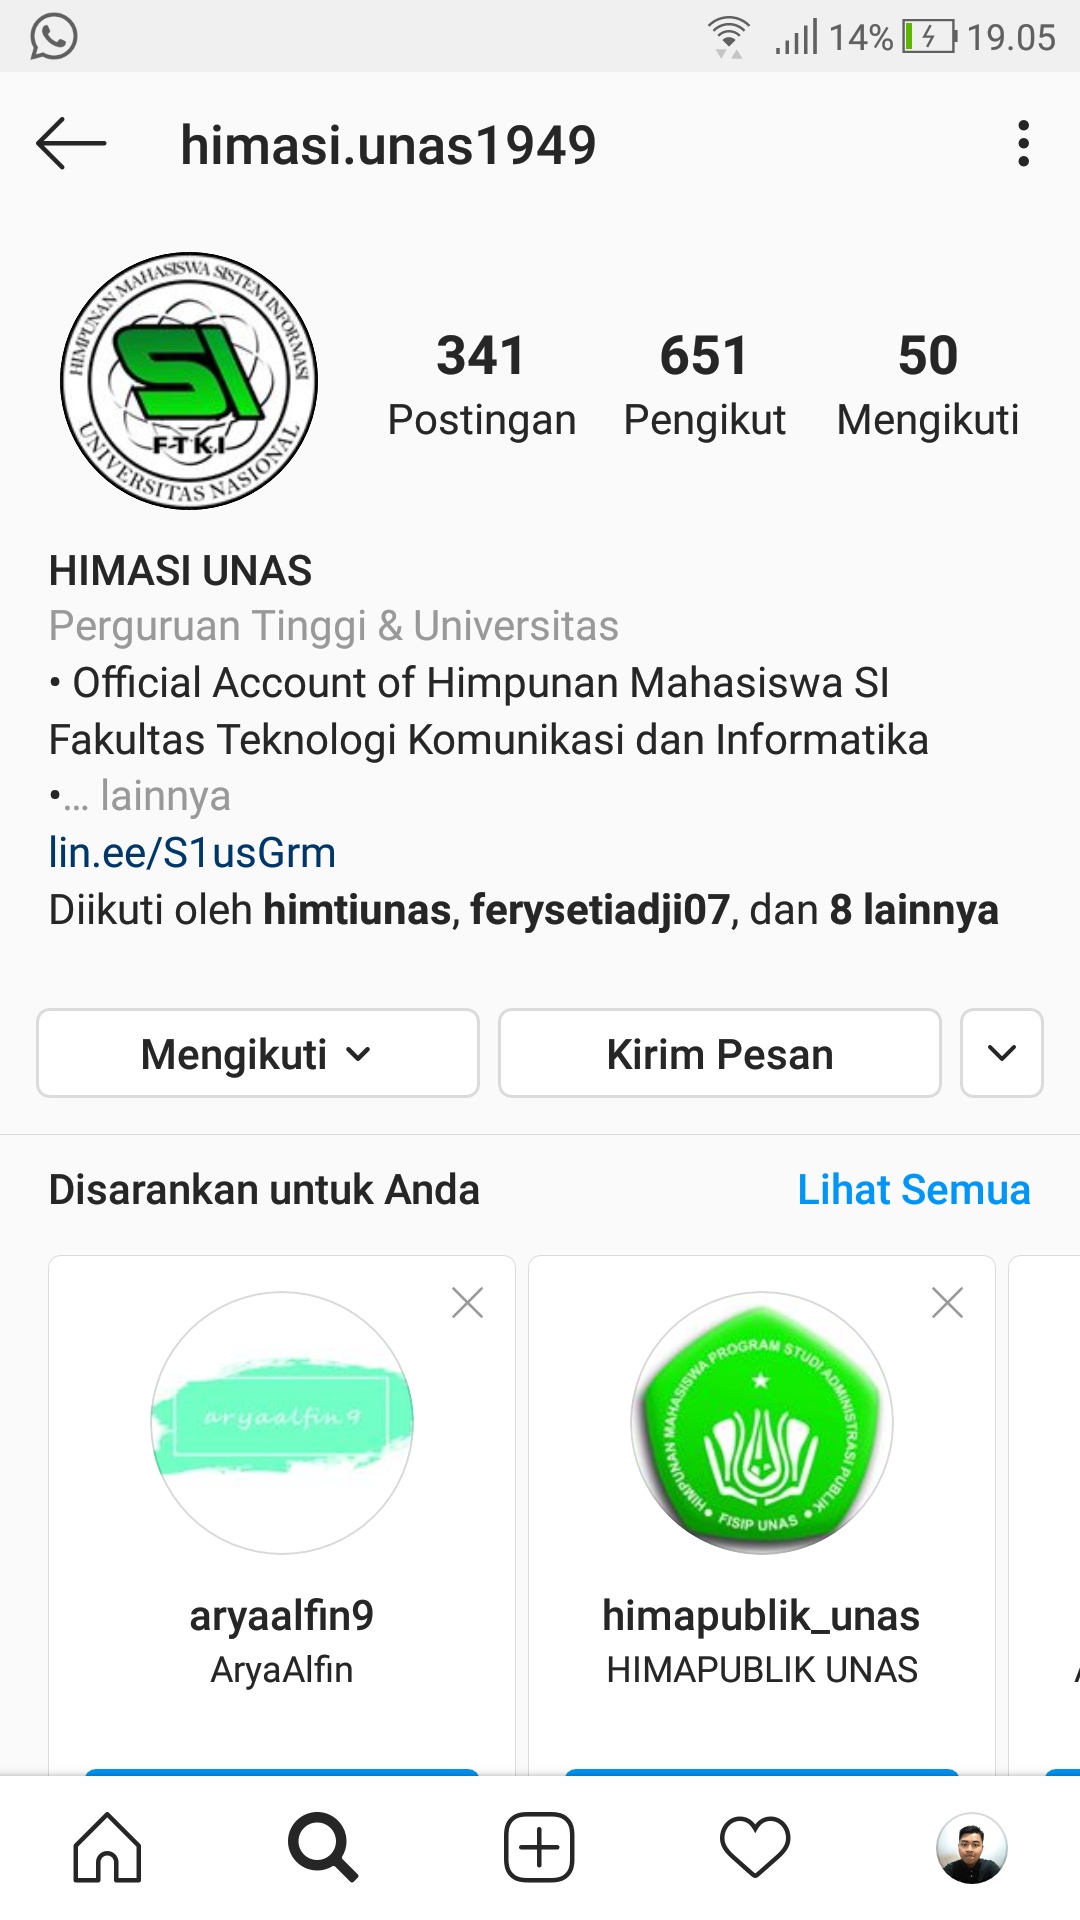 14% 19.05
himasi.unas1949
HIMPUNAN MAHASISWA SISTEM INFORMASI
SI
FTKI
UNIVERSITAS NASIONAL
341 651 50
Postingan Pengikut Mengikuti
HIMASI UNAS
Perguruan Tinggi & Universitas
• Official Account of Himpunan Mahasiswa SI
Fakultas Teknologi Komunikasi dan Informatika
•... lainnya
lin.ee/S1usGrm
Diikuti oleh himtiunas, ferysetiadji07, dan 8 lainnya
Mengikuti Kirim Pesan
Disarankan untuk Anda Lihat Semua
aryaalfin9
HIMPUNAN MAHASISWA PROGRAM STUDI ADMINISTRASI PUBLIK
• FISIP UNAS •
aryaalfin9 himapublik_unas
AryaAlfin HIMAPUBLIK UNAS